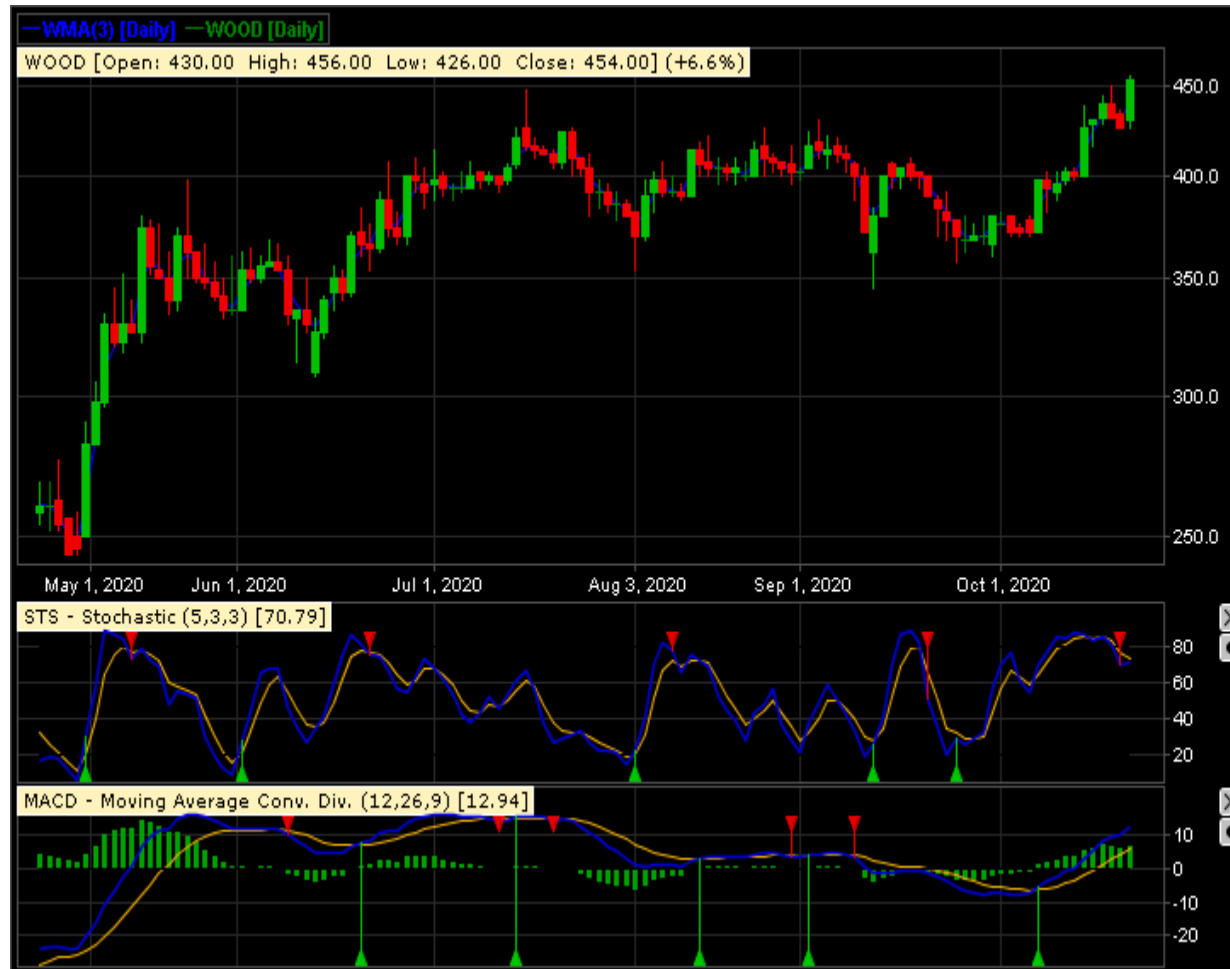 WMA(3) [Daily] WOOD [Daily]
WOOD [Open: 430.00 High: 456.00 Low: 426.00 Close: 454.00] (+6.6%)
450.0
400.0
350.0
300.0
250.0
May 1, 2020 Jun 1, 2020 Jul 1, 2020 Aug 3, 2020 Sep 1, 2020 Oct 1, 2020
STS - Stochastic (5,3,3) [70.79]
80
60
40
20
MACD - Moving Average Conv. Div. (12,26,9) [12.94]
10
0
-10
-20